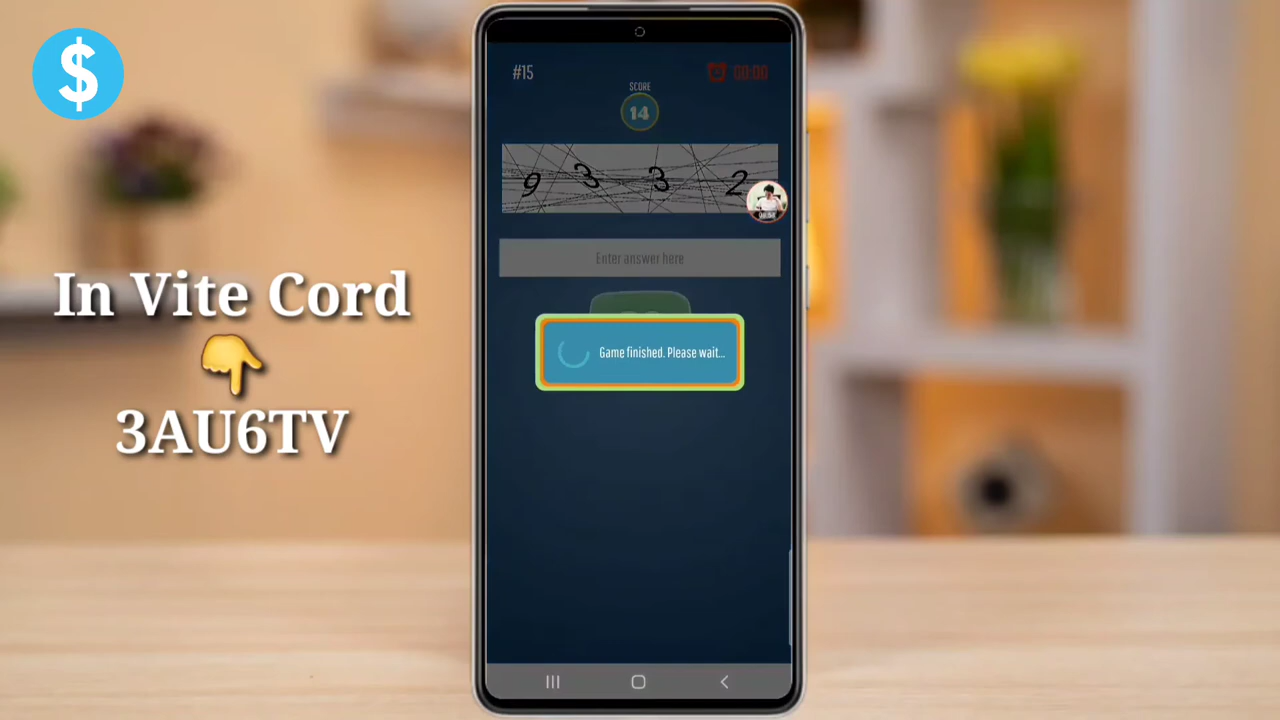 $
In Vite Cord
👇
3AU6TV
#15
00:00
SCORE
14
9 3 3 2
Enter answer here
Game finished. Please wait...